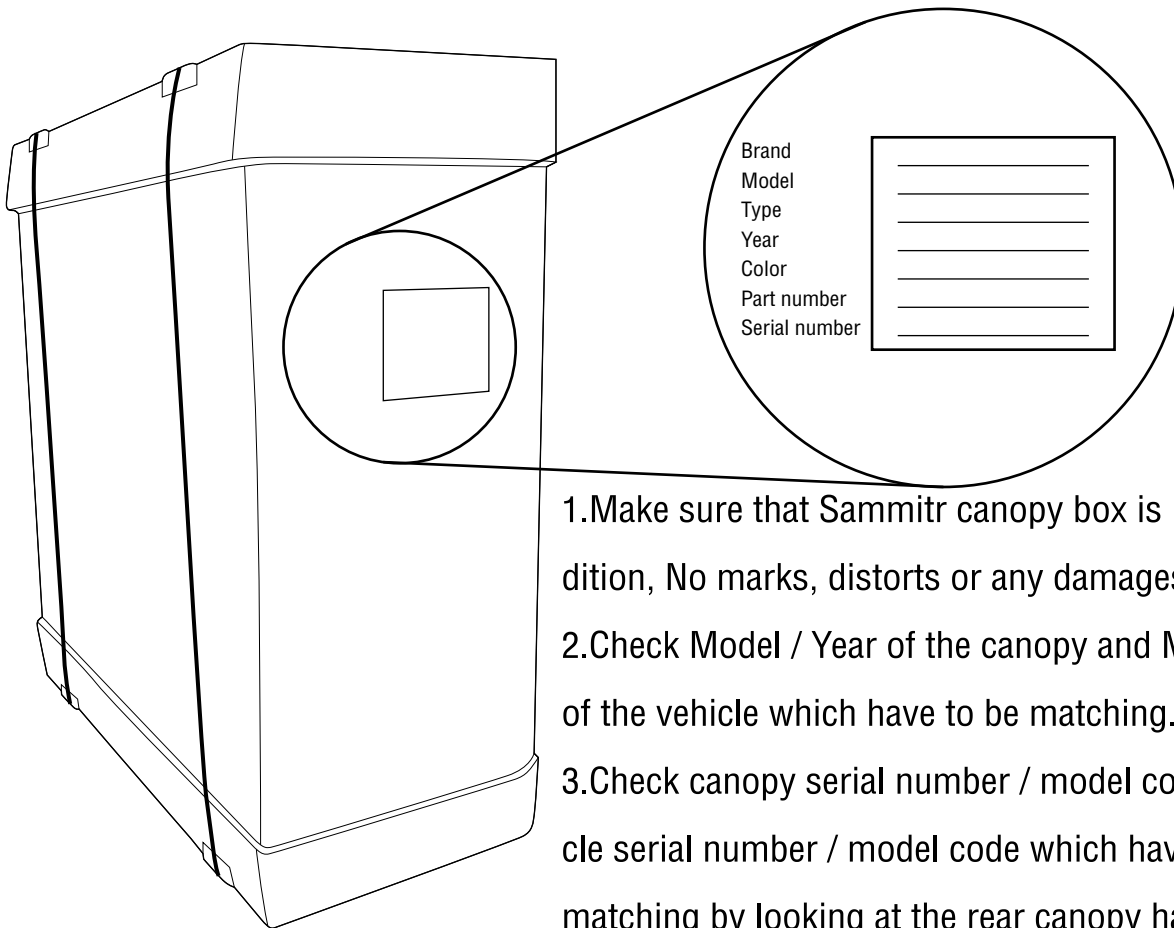 Brand
Model
Type
Year
Color
Part number
Serial number
1.Make sure that Sammitr canopy box is
dition, No marks, distorts or any damages
2.Check Model / Year of the canopy and M
of the vehicle which have to be matching.
3.Check canopy serial number / model co
cle serial number / model code which hav
matching by looking at the rear canopy ha